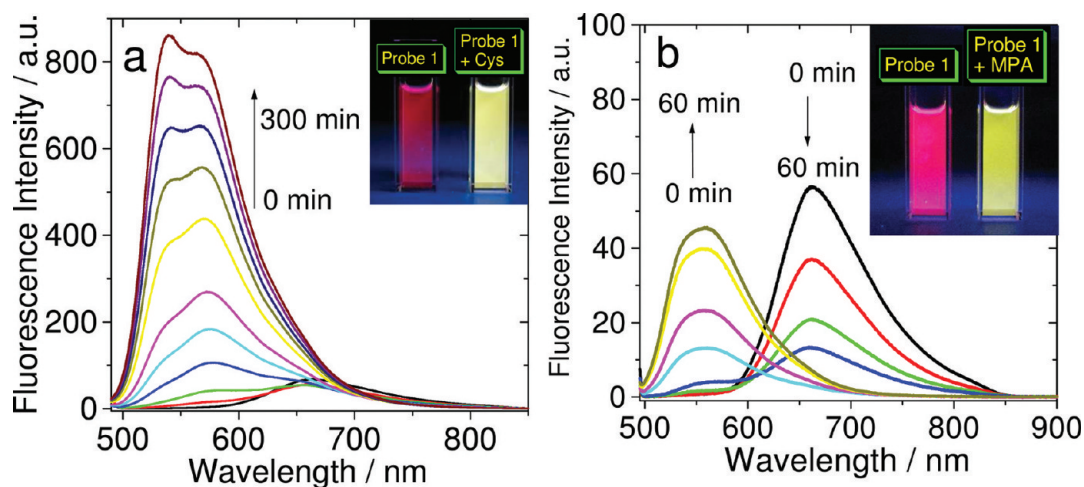 a
Fluorescence Intensity / a.u.
800
600
400
200
0
500
600
700
800
Wavelength / nm
300 min
0 min
Probe 1
Probe 1
+ Cys
b
Fluorescence Intensity / a.u.
100
80
60
40
20
0
500
600
700
800
900
Wavelength / nm
60 min
0 min
0 min
60 min
Probe 1
Probe 1
+ MPA